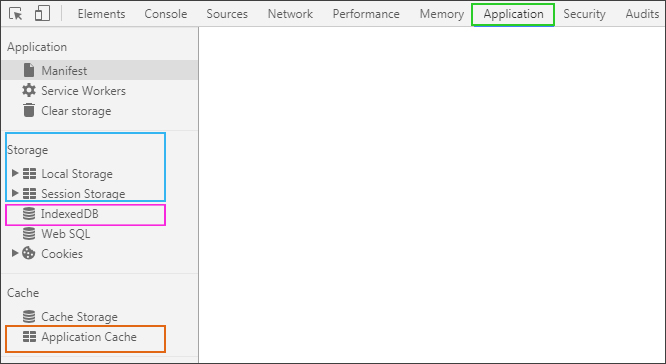 Elements Console Sources Network Performance Memory Application Security Audits
Application
Manifest
Service Workers
Clear storage
Storage
Local Storage
Session Storage
IndexedDB
Web SQL
Cookies
Cache
Cache Storage
Application Cache